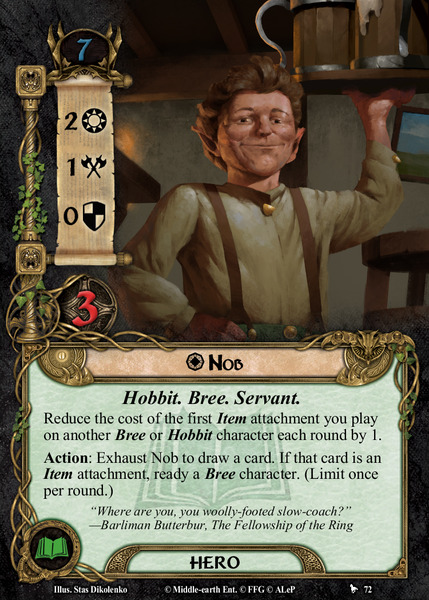 7
2
1
0
3
Nob
Hobbit. Bree. Servant.
Reduce the cost of the first Item attachment you play
on another Bree or Hobbit character each round by 1.
Action: Exhaust Nob to draw a card. If that card is an
Item attachment, ready a Bree character. (Limit once
per round.)
“Where are you, you woolly-footed slow-coach?”
—Barliman Butterbur, The Fellowship of the Ring
HERO
Illus. Stas Dikolenko © Middle-earth Ent. © FFG © ALeP 72